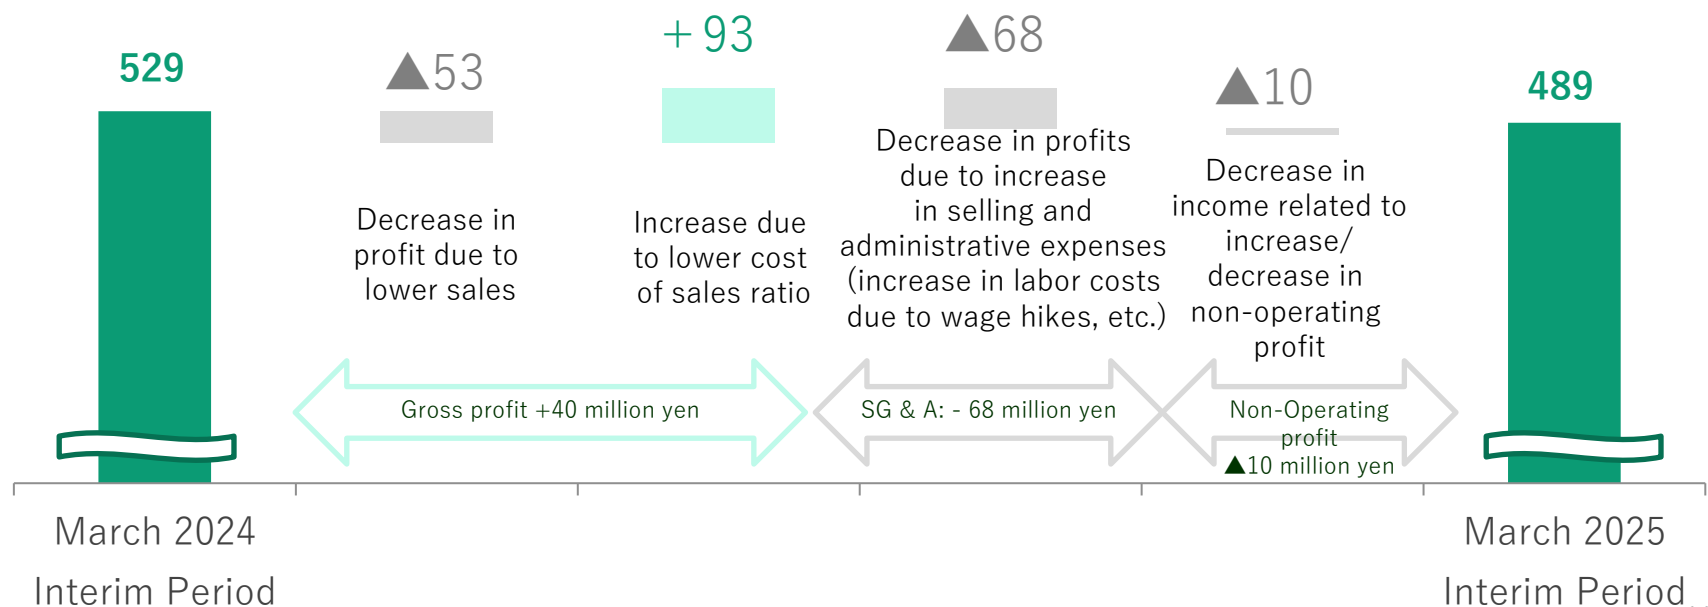 529
▲53
+93
▲68
▲10
489
Decrease in
profit due to
lower sales
Increase due
to lower cost
of sales ratio
Decrease in profits
due to increase
in selling and
administrative expenses
(increase in labor costs
due to wage hikes, etc.)
Decrease in
income related to
increase/
decrease in
non-operating
profit
Gross profit +40 million yen
SG & A: - 68 million yen
Non-Operating
profit
▲10 million yen
March 2024
Interim Period
March 2025
Interim Period